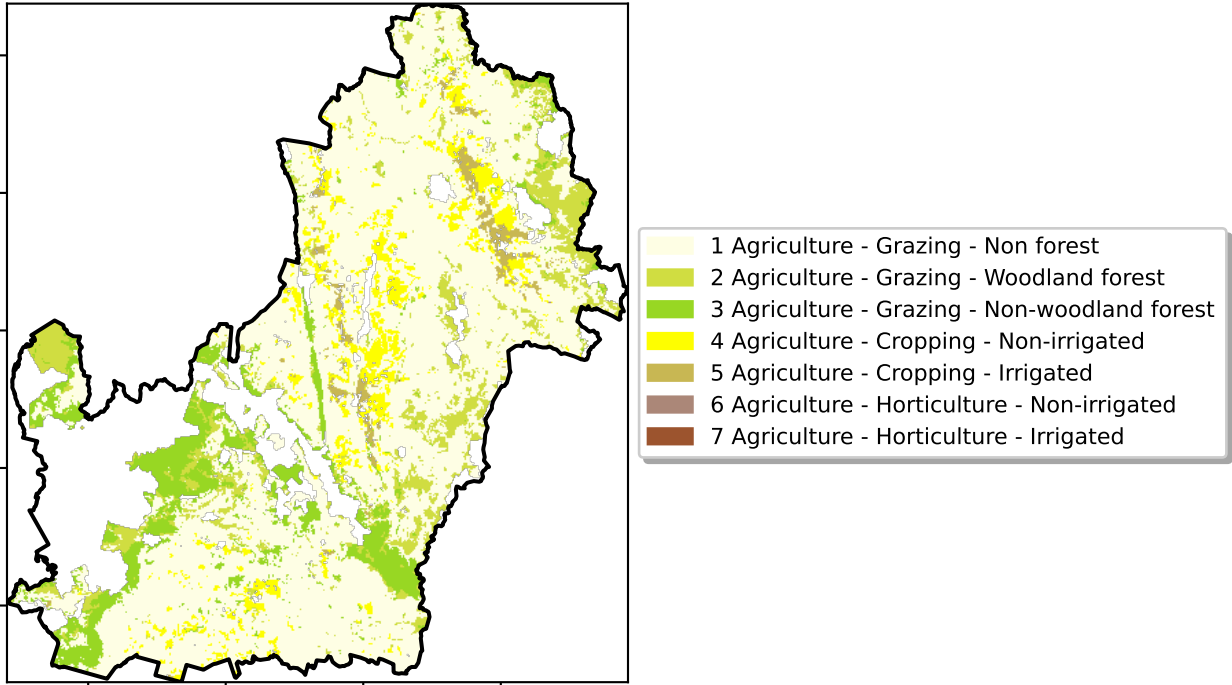 1 Agriculture - Grazing - Non forest
2 Agriculture - Grazing - Woodland forest
3 Agriculture - Grazing - Non-woodland forest
4 Agriculture - Cropping - Non-irrigated
5 Agriculture - Cropping - Irrigated
6 Agriculture - Horticulture - Non-irrigated
7 Agriculture - Horticulture - Irrigated